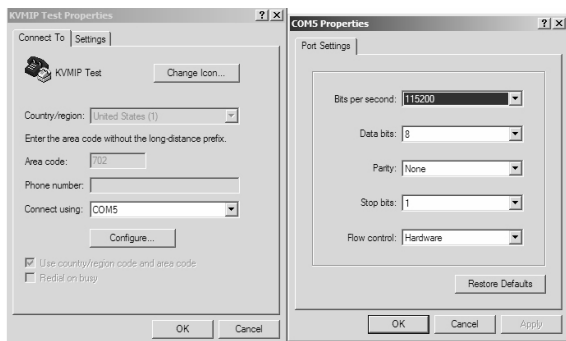 KVMIP Test Properties
Connect To
Settings
KVMIP Test
Change Icon...
Country/region: United States (1)
Enter the area code without the long-distance prefix.
Area code: 702
Phone number:
Connect using: COM5
Configure...
Use country/region code and area code
Redial on busy
OK
Cancel
COM5 Properties
Port Settings
Bits per second: 115200
Data bits: 8
Parity: None
Stop bits: 1
Flow control: Hardware
Restore Defaults
OK
Cancel
Apply